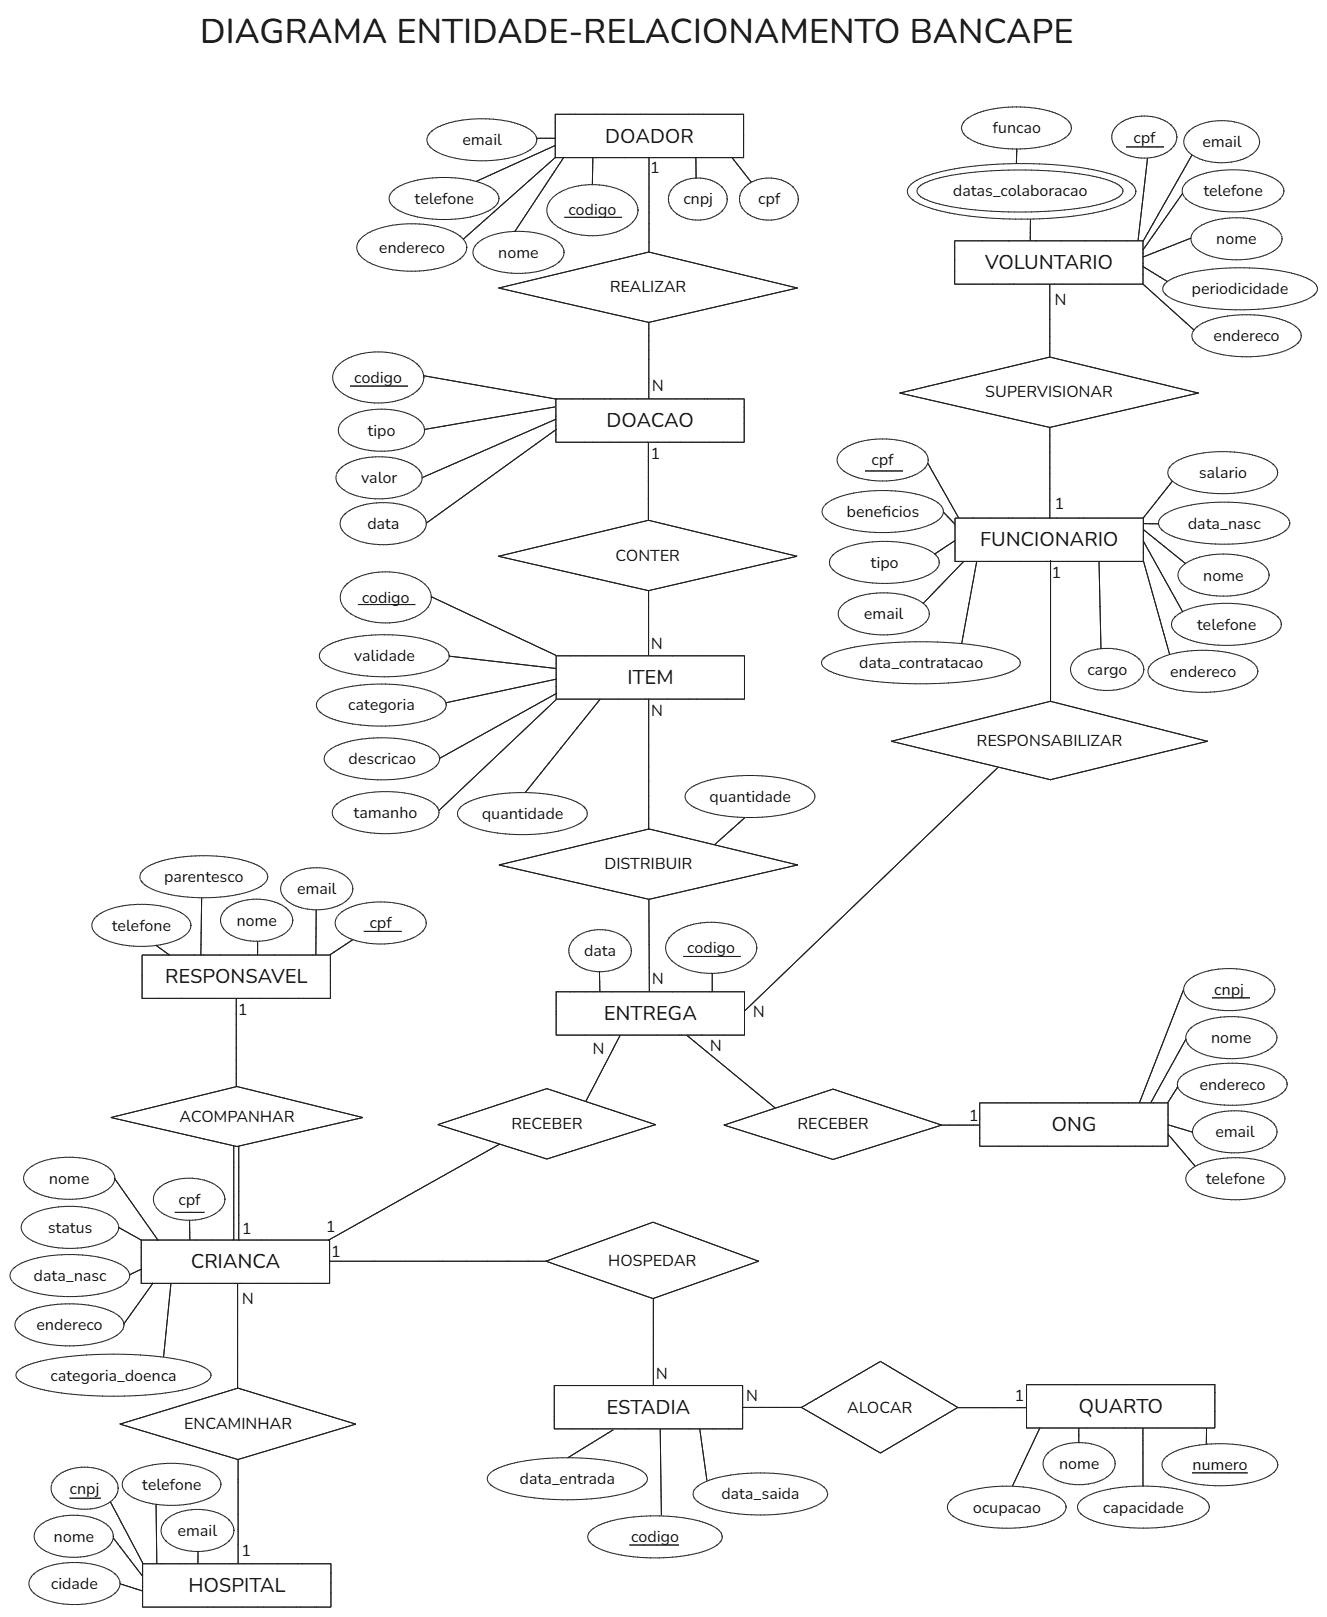 DIAGRAMA ENTIDADE-RELACIONAMENTO BANCAPE
email
DOADOR
telefone
endereco
nome
codigo
cnpj
cpf
1
REALIZAR
N
codigo
tipo
valor
data
DOACAO
1
CONTER
N
codigo
validade
categoria
descricao
tamanho
quantidade
ITEM
N
quantidade
DISTRIBUIR
N
data
codigo
ENTREGA
N
N
N
funcao
datas_colaboracao
cpf
email
telefone
nome
periodicidade
endereco
VOLUNTARIO
N
SUPERVISIONAR
1
cpf
beneficios
tipo
email
data_contratacao
FUNCIONARIO
salario
data_nasc
nome
telefone
endereco
cargo
1
RESPONSABILIZAR
parentesco
email
telefone
nome
cpf
RESPONSAVEL
1
ACOMPANHAR
1
RECEBER
1
RECEBER
1
ONG
cnpj
nome
endereco
email
telefone
nome
cpf
status
data_nasc
endereco
categoria_doenca
CRIANCA
1
HOSPEDAR
N
N
ENCAMINHAR
1
cnpj
telefone
nome
email
cidade
HOSPITAL
ESTADIA
N
data_entrada
codigo
data_saida
ALOCAR
1
QUARTO
nome
numero
ocupacao
capacidade